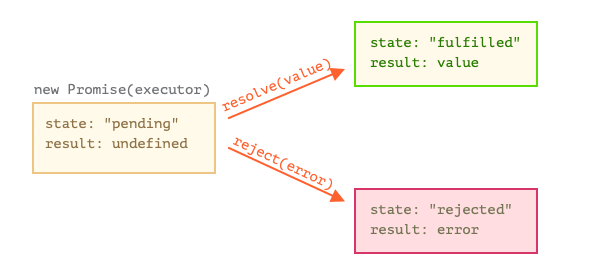 new Promise(executor)
state: "pending"
result: undefined
resolve(value)
reject(error)
state: "fulfilled"
result: value
state: "rejected"
result: error